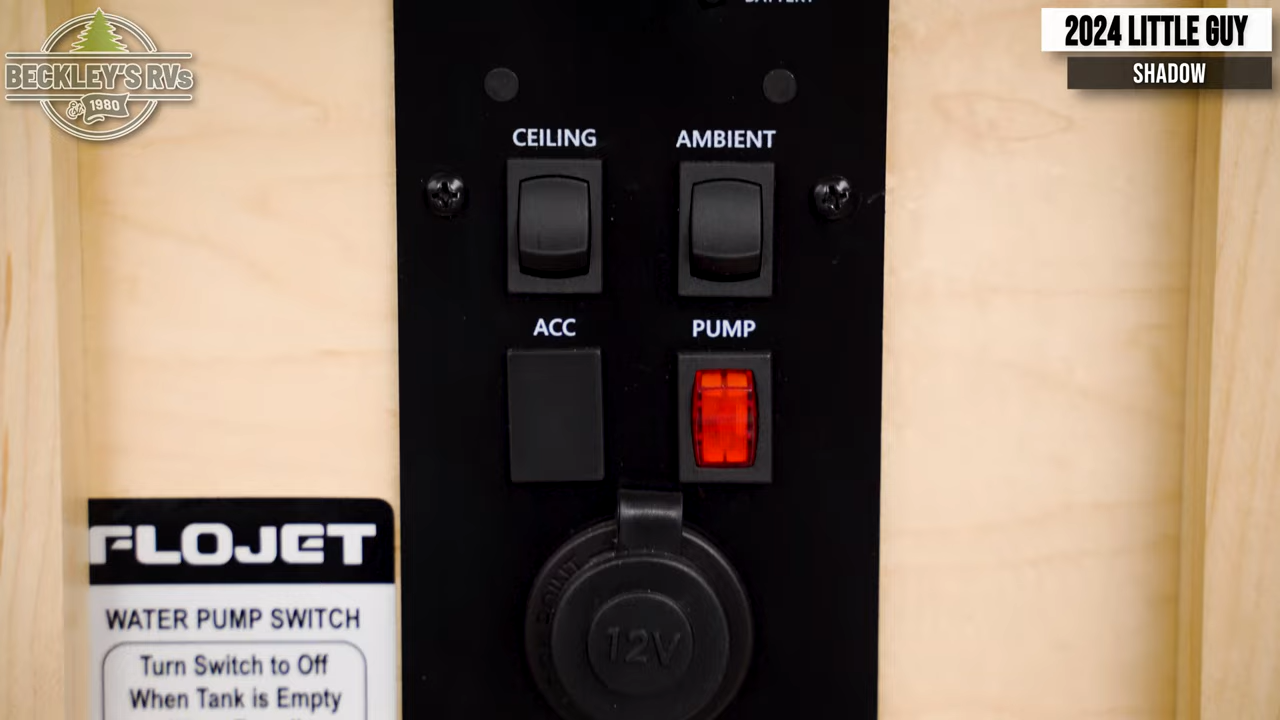 BATTERY
BECKLEY'S RVs
1980
2024 LITTLE GUY
SHADOW
CEILING
AMBIENT
ACC
PUMP
12V
FLOJET
WATER PUMP SWITCH
Turn Switch to Off
When Tank is Empty